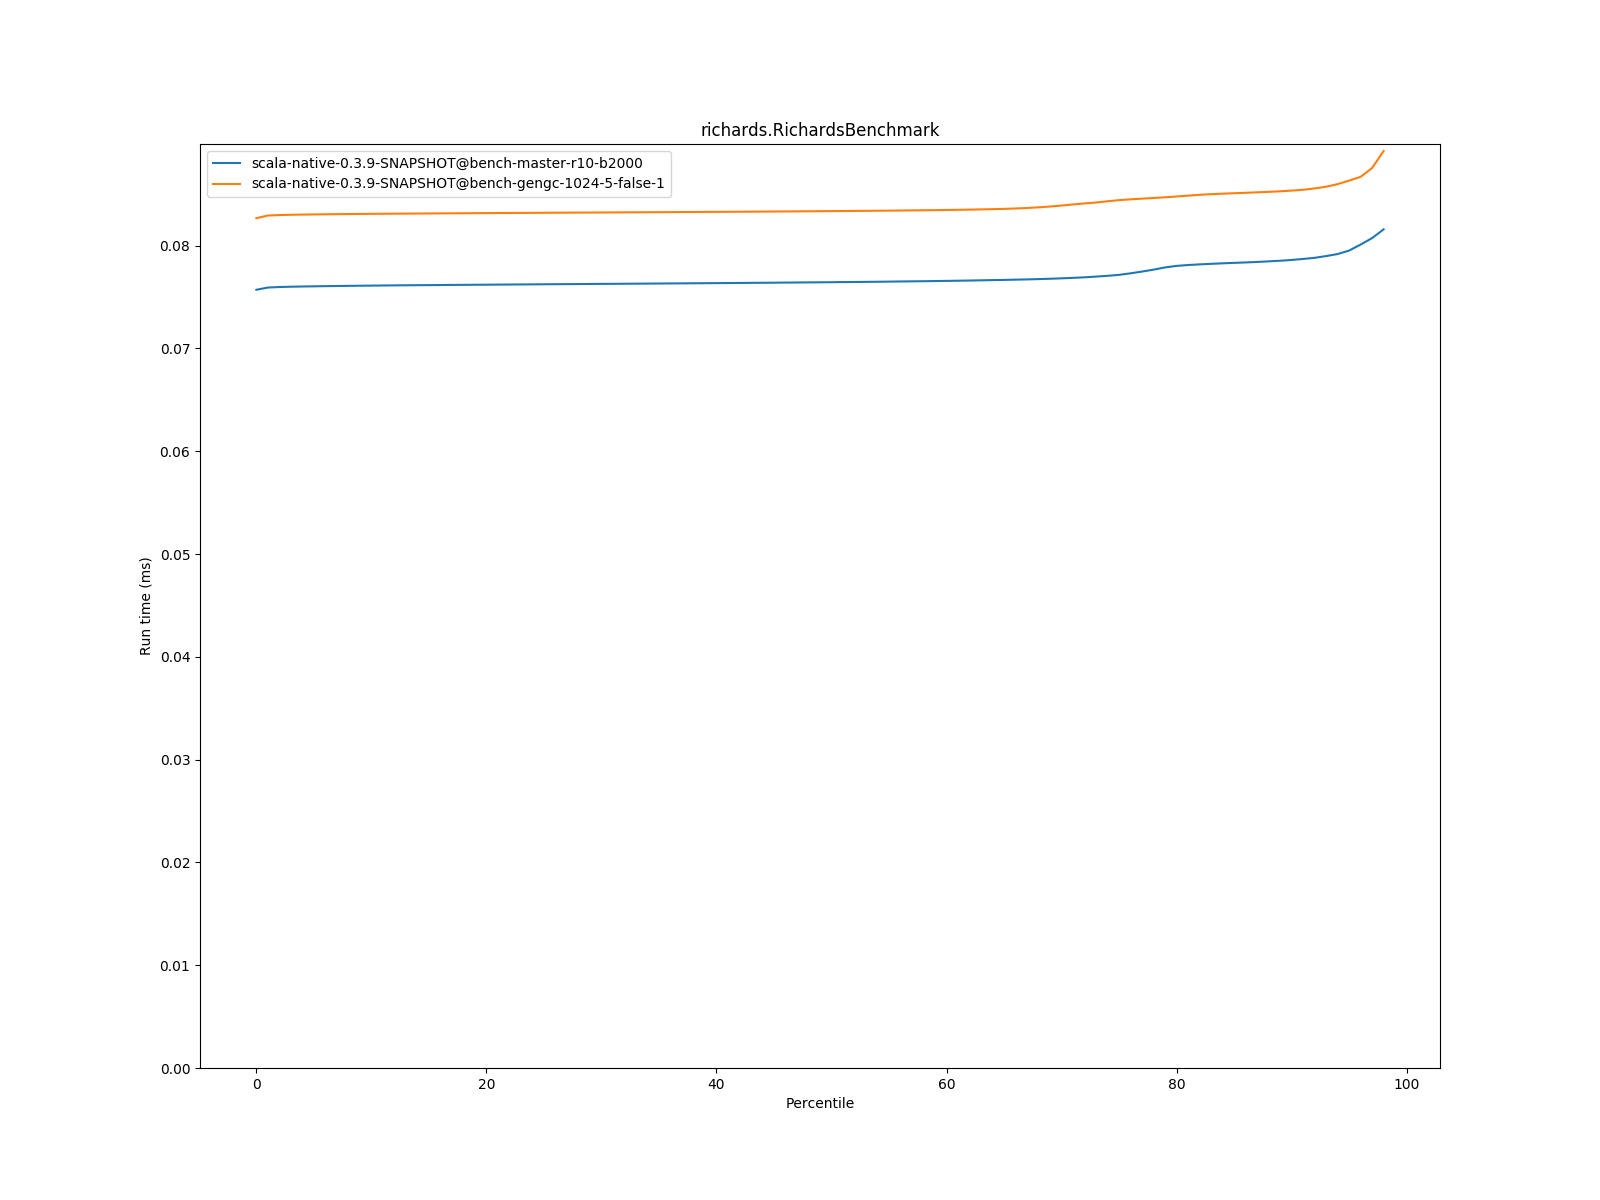 richards.RichardsBenchmark
scala-native-0.3.9-SNAPSHOT@bench-master-r10-b2000
scala-native-0.3.9-SNAPSHOT@bench-gengc-1024-5-false-1
0.08
0.07
0.06
0.05
0.04
0.03
0.02
0.01
0.00
Run time (ms)
0 20 40 60 80 100
Percentile